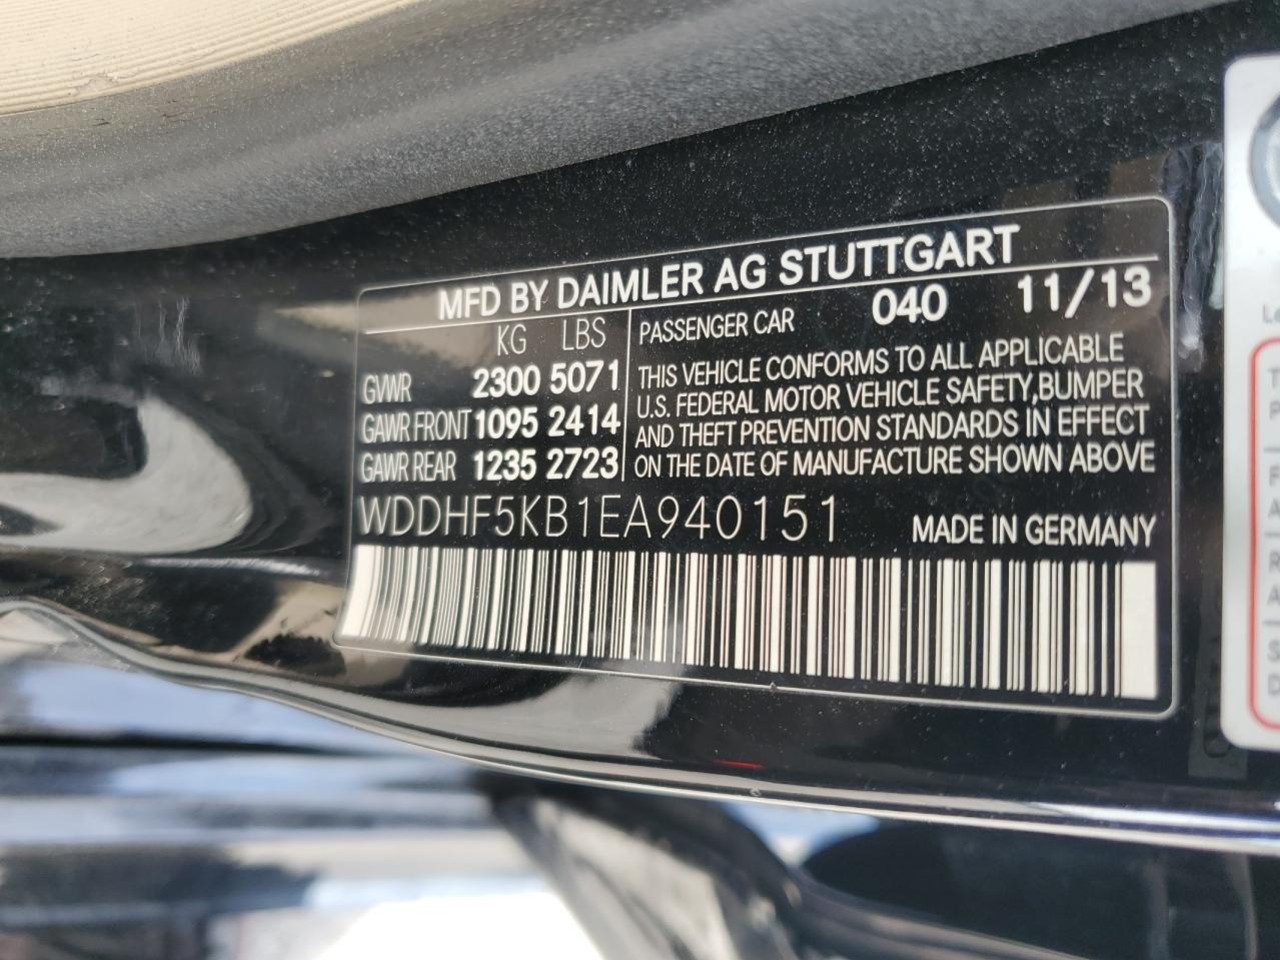 MFD BY DAIMLER AG STUTTGART
KG LBS
GVWR 2300 5071
GAWR FRONT 1095 2414
GAWR REAR 1235 2723
PASSENGER CAR 040 11/13
THIS VEHICLE CONFORMS TO ALL APPLICABLE
U.S. FEDERAL MOTOR VEHICLE SAFETY,BUMPER
AND THEFT PREVENTION STANDARDS IN EFFECT
ON THE DATE OF MANUFACTURE SHOWN ABOVE
WDDHF5KB1EA940151 MADE IN GERMANY